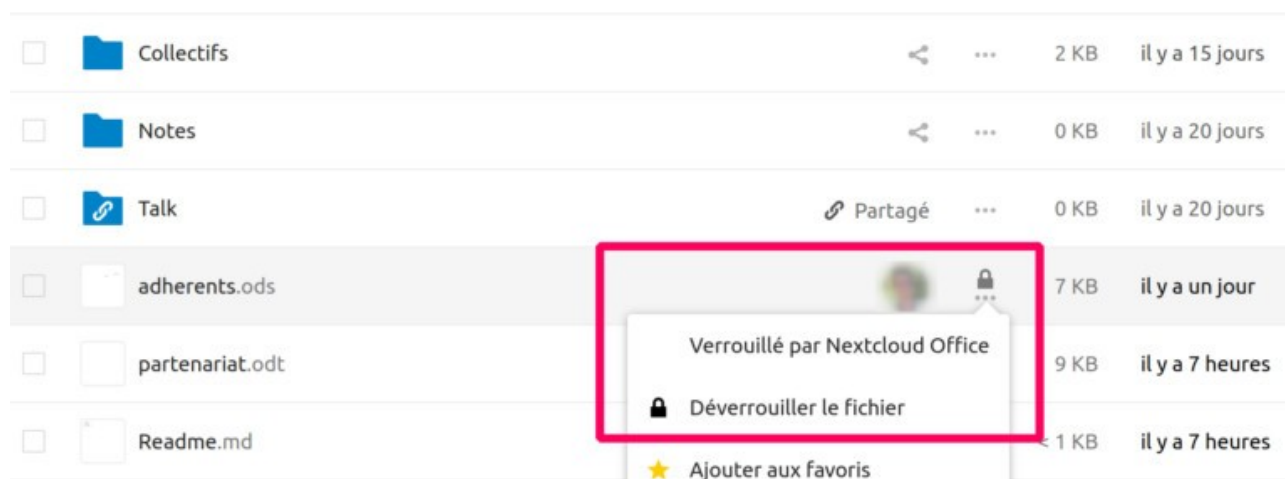 Collectifs ... 2 KB il y a 15 jours
Notes ... 0 KB il y a 20 jours
Talk Partagé ... 0 KB il y a 20 jours
adherents.ods ... 7 KB il y a un jour
Verrouillé par Nextcloud Office
partenariat.odt 9 KB il y a 7 heures
Déverrouiller le fichier
Readme.md < 1 KB il y a 7 heures
Ajouter aux favoris